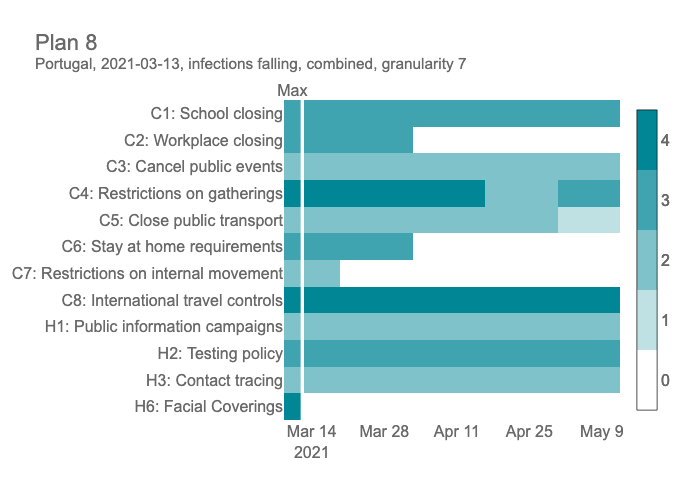 Plan 8
Portugal, 2021-03-13, infections falling, combined, granularity 7
Max
C1: School closing
C2: Workplace closing
C3: Cancel public events
C4: Restrictions on gatherings
C5: Close public transport
C6: Stay at home requirements
C7: Restrictions on internal movement
C8: International travel controls
H1: Public information campaigns
H2: Testing policy
H3: Contact tracing
H6: Facial Coverings
4
3
2
1
0
Mar 14 Mar 28 Apr 11 Apr 25 May 9
2021